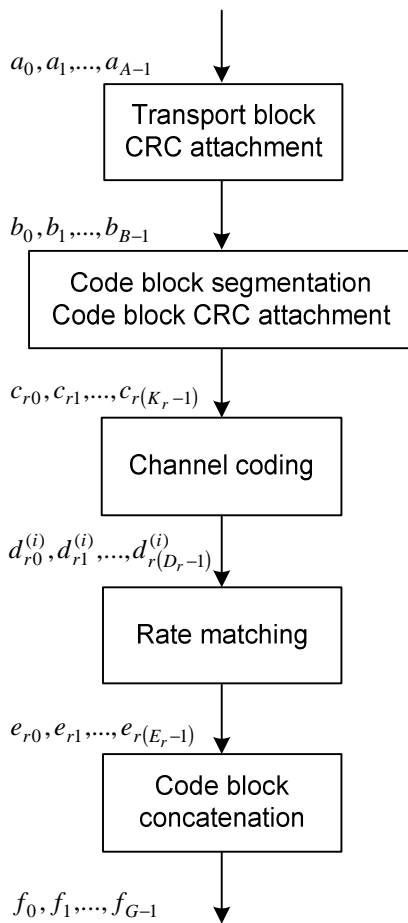 a_0, a_1,..., a_{A-1}
Transport block
CRC attachment
b_0, b_1,..., b_{B-1}
Code block segmentation
Code block CRC attachment
c_{r0}, c_{r1},..., c_{r(K_r-1)}
Channel coding
d_{r0}^{(i)}, d_{r1}^{(i)},..., d_{r(D_r-1)}^{(i)}
Rate matching
e_{r0}, e_{r1},..., e_{r(E_r-1)}
Code block
concatenation
f_0, f_1,..., f_{G-1}